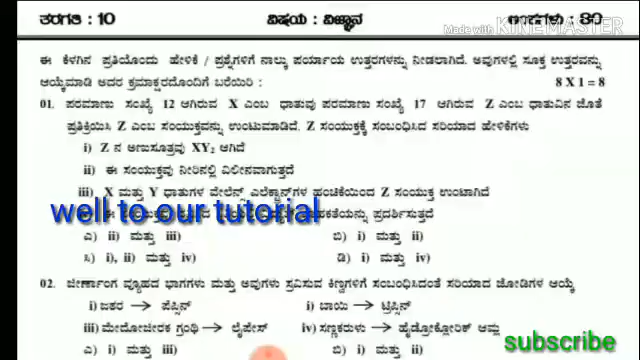 ತರಗತಿ : 10 ವಿಷಯ : ವಿಜ್ಞಾನ ಅಂಕಗಳು : 80
Made with KINEMASTER
ಈ ಕೆಳಗಿನ ಪ್ರತಿಯೊಂದು ಹೇಳಿಕೆ / ಪ್ರಶ್ನೆಗಳಿಗೆ ನಾಲ್ಕು ಪರ್ಯಾಯ ಉತ್ತರಗಳನ್ನು ನೀಡಲಾಗಿದೆ. ಅವುಗಳಲ್ಲಿ ಸೂಕ್ತ ಉತ್ತರವನ್ನು
ಆಯ್ಕೆಮಾಡಿ ಅದರ ಕ್ರಮಾಕ್ಷರದೊಂದಿಗೆ ಬರೆಯಿರಿ : 8 X 1 = 8
01. ಪರಮಾಣು ಸಂಖ್ಯೆ 12 ಆಗಿರುವ X ಎಂಬ ಧಾತುವು ಪರಮಾಣು ಸಂಖ್ಯೆ 17 ಆಗಿರುವ Z ಎಂಬ ಧಾತುವಿನ ಜೊತೆ
ಪ್ರತಿಕ್ರಿಯಿಸಿ Z ಎಂಬ ಸಂಯುಕ್ತವನ್ನು ಉಂಟುಮಾಡಿದೆ. Z ಸಂಯುಕ್ತಕ್ಕೆ ಸಂಬಂಧಿಸಿದ ಸರಿಯಾದ ಹೇಳಿಕೆಗಳು
i) Z ನ ಅಣುಸೂತ್ರವು XY₂ ಆಗಿದೆ
ii) ಈ ಸಂಯುಕ್ತವು ನೀರಿನಲ್ಲಿ ವಿಲೀನವಾಗುತ್ತದೆ
iii) X ಮತ್ತು Y ಧಾತುಗಳ ವೇಲೆನ್ಸ್ ಎಲೆಕ್ಟ್ರಾನ್‌ಗಳ ಹಂಚಿಕೆಯಿಂದ Z ಸಂಯುಕ್ತ ಉಂಟಾಗಿದೆ
well to our tutorial
ಪ್ರದರ್ಶಿಸುತ್ತದೆ
ಎ) ii) ಮತ್ತು iii) ಬಿ) i) ಮತ್ತು ii)
ಸಿ) i), ii) ಮತ್ತು iv) ಡಿ) i) ಮತ್ತು iv)
02. ಜೀರ್ಣಾಂಗ ವ್ಯೂಹದ ಭಾಗಗಳು ಮತ್ತು ಅವುಗಳು ಸ್ರವಿಸುವ ಕಿಣ್ವಗಳಿಗೆ ಸಂಬಂಧಿಸಿದಂತೆ ಸರಿಯಾದ ಜೋಡಿಗಳ ಆಯ್ಕೆ
i) ಜಠರ → ಪೆಪ್ಸಿನ್ i) ಬಾಯಿ → ಟ್ರಿಪ್ಸಿನ್
iii) ಮೇದೋಜೀರಕ ಗ್ರಂಥಿ → ಲೈಪೇಸ್ iv) ಸಣ್ಣಕರುಳು → ಹೈಡ್ರೋಕ್ಲೋರಿಕ್ ಆಮ್ಲ
ಎ) i) ಮತ್ತು iii) ಬಿ) i) ಮತ್ತು ii)
subscribe